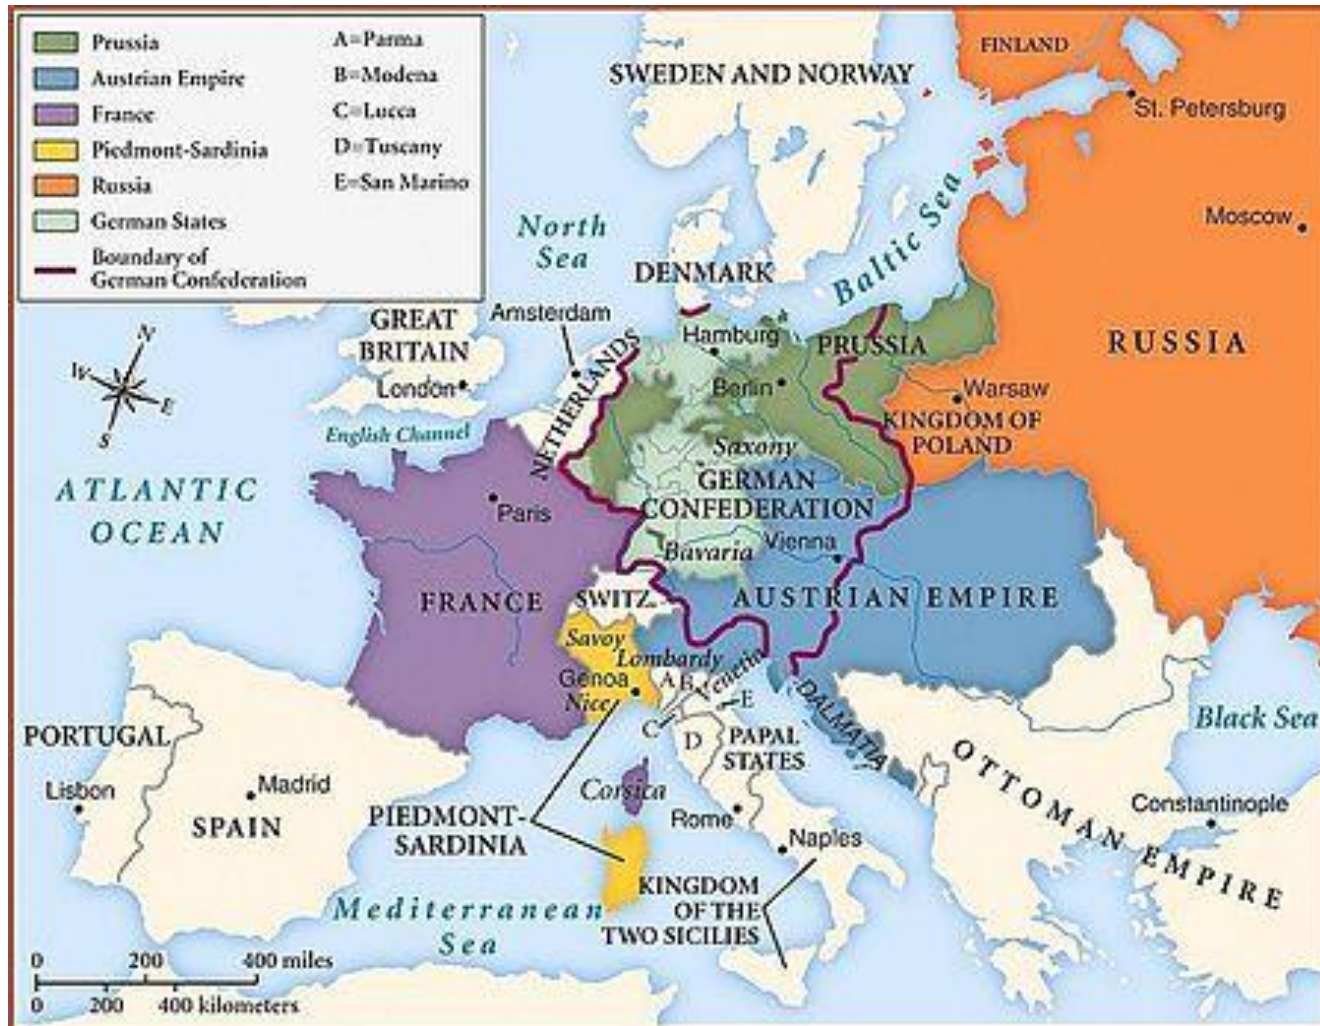 Prussia
Austrian Empire
France
Piedmont-Sardinia
Russia
German States
Boundary of
German Confederation
A=Parma
B=Modena
C=Lucca
D=Tuscany
E=San Marino
FINLAND
SWEDEN AND NORWAY
St. Petersburg
Moscow
North
Sea
Baltic Sea
DENMARK
Amsterdam
GREAT
BRITAIN
Hamburg
PRUSSIA
RUSSIA
N
W
E
S
London
NETHERLANDS
Berlin
Warsaw
KINGDOM OF
POLAND
English Channel
Saxony
ATLANTIC
OCEAN
GERMAN
CONFEDERATION
Paris
Bavaria
Vienna
FRANCE
SWITZ.
AUSTRIAN EMPIRE
Savoy
Lombardy
Venetia
Genoa
Nice
A
B
E
C
D
DALMATIA
Black Sea
PORTUGAL
PAPAL
STATES
OTTOMAN EMPIRE
Lisbon
Madrid
Corsica
Constantinople
SPAIN
PIEDMONT-
SARDINIA
Rome
Naples
KINGDOM
OF THE
TWO SICILIES
Mediterranean
Sea
0 200 400 miles
0 200 400 kilometers